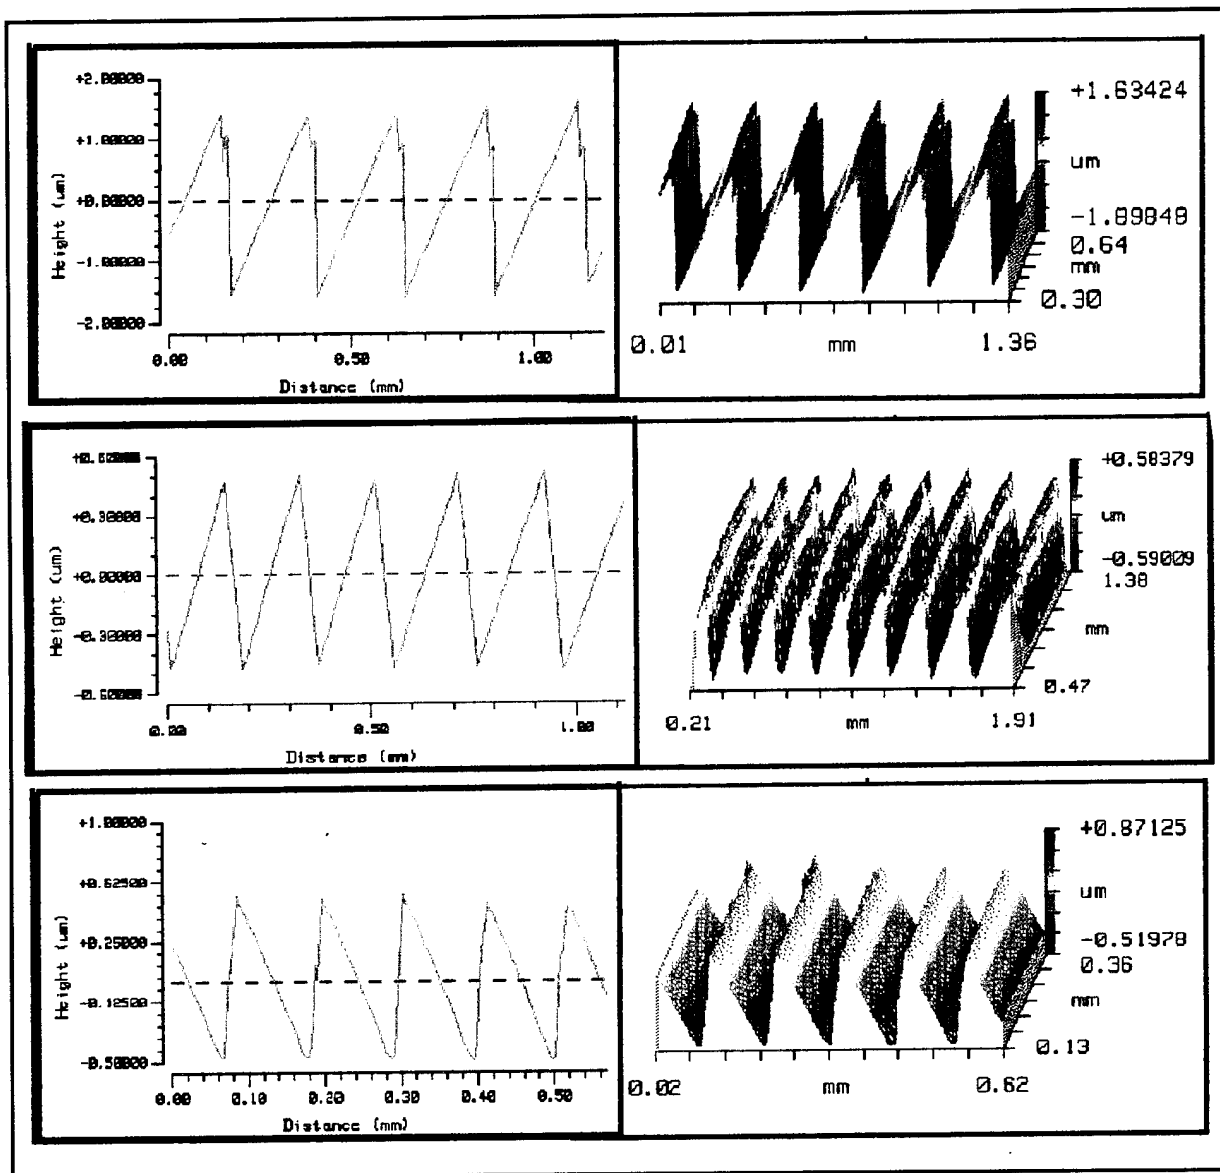 +2.00000
+1.00000
+0.00000
-1.00000
-2.00000
Height (um)
0.00 0.50 1.00
Distance (mm)
+1.63424
um
-1.89848
0.64
mm
0.30
0.01 mm 1.36
+0.30000
+0.00000
-0.30000
Height (um)
0.00 0.50 1.00
Distance (mm)
+0.58379
um
-0.59009
1.38
mm
0.47
0.21 mm 1.91
+1.00000
+0.62500
+0.25000
-0.12500
-0.50000
Height (um)
0.00 0.10 0.20 0.30 0.40 0.50
Distance (mm)
+0.87125
um
-0.51978
0.36
mm
0.13
0.02 mm 0.62